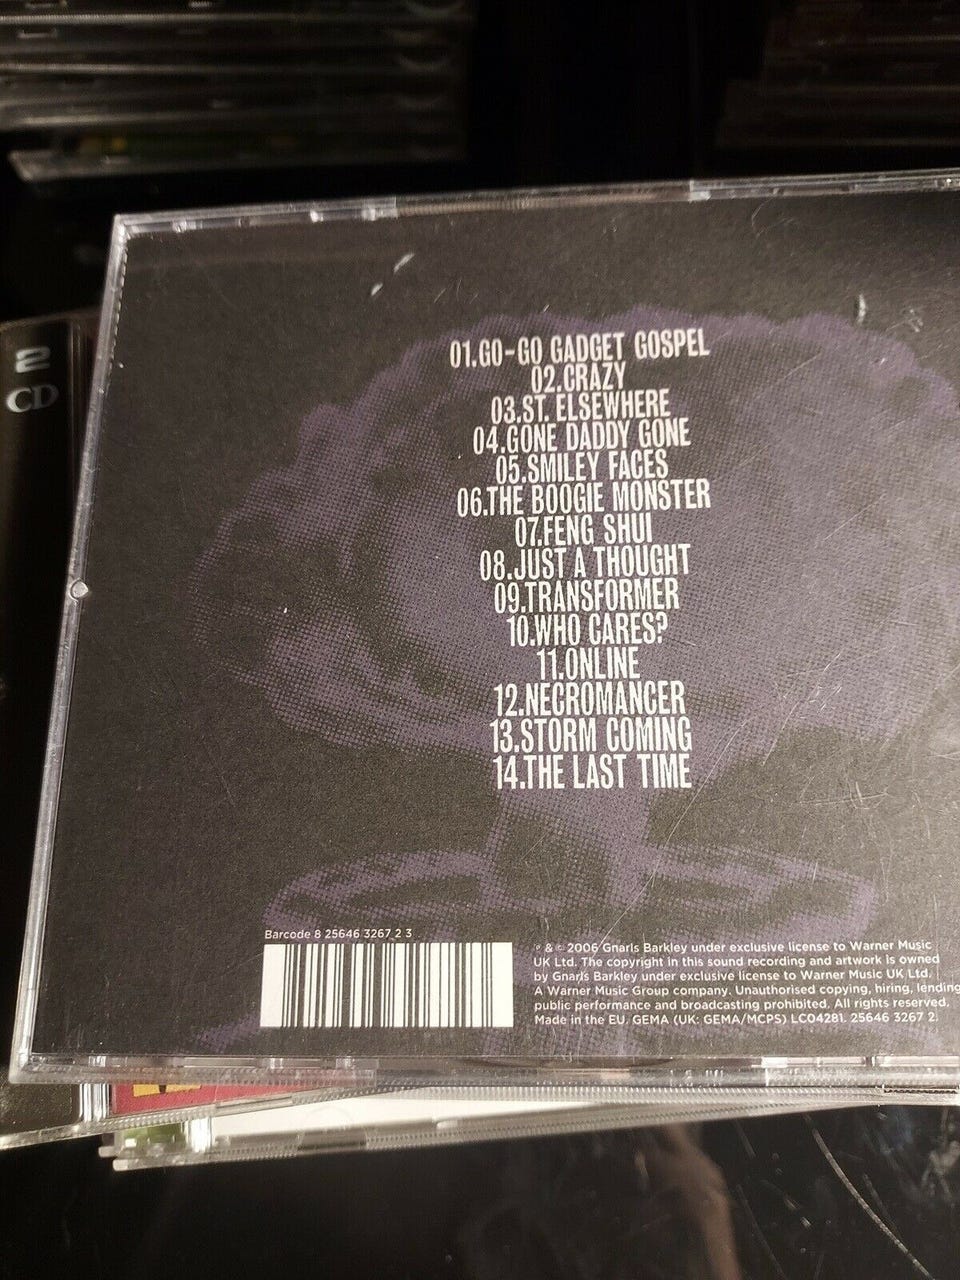 2
CD
01.GO-GO GADGET GOSPEL
02.CRAZY
03.ST. ELSEWHERE
04.GONE DADDY GONE
05.SMILEY FACES
06.THE BOOGIE MONSTER
07.FENG SHUI
08.JUST A THOUGHT
09.TRANSFORMER
10.WHO CARES?
11.ONLINE
12.NECROMANCER
13.STORM COMING
14.THE LAST TIME
Barcode 8 25646 3267 2 3
℗ & © 2006 Gnarls Barkley under exclusive license to Warner Music
UK Ltd. The copyright in this sound recording and artwork is owned
by Gnarls Barkley under exclusive license to Warner Music UK Ltd.
A Warner Music Group company. Unauthorised copying, hiring, lending
public performance and broadcasting prohibited. All rights reserved.
Made in the EU. GEMA (UK: GEMA/MCPS) LC04281. 25646 3267 2.